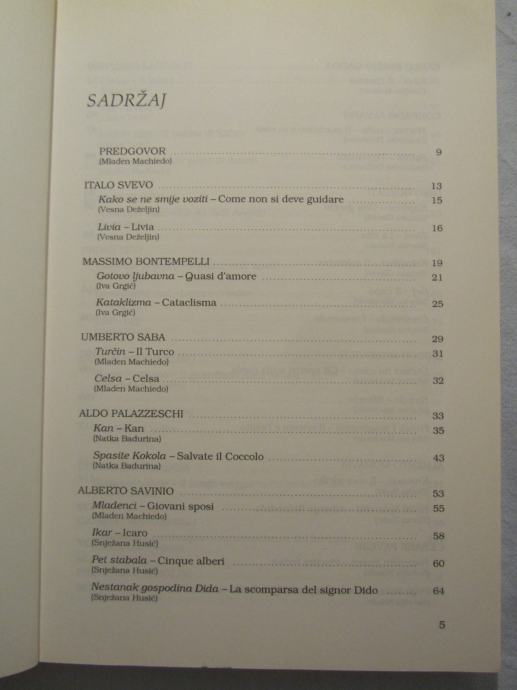 SADRŽAJ
PREDGOVOR 9
(Mladen Machiedo)
ITALO SVEVO 13
Kako se ne smije voziti – Come non si deve guidare 15
(Vesna Deželjin)
Livia – Livia 16
(Vesna Deželjin)
MASSIMO BONTEMPELLI 19
Gotovo ljubavna – Quasi d'amore 21
(Iva Grgić)
Kataklizma – Cataclisma 25
(Iva Grgić)
UMBERTO SABA 29
Turčin – Il Turco 31
(Mladen Machiedo)
Celsa – Celsa 32
(Mladen Machiedo)
ALDO PALAZZESCHI 33
Kan – Kan 35
(Natka Badurina)
Spasite Kokola – Salvate il Coccolo 43
(Natka Badurina)
ALBERTO SAVINIO 53
Mladenci – Giovani sposi 55
(Mladen Machiedo)
Ikar – Icaro 58
(Snježana Husić)
Pet stabala – Cinque alberi 60
(Snježana Husić)
Nestanak gospodina Dida – La scomparsa del signor Dido 64
(Snježana Husić)
5